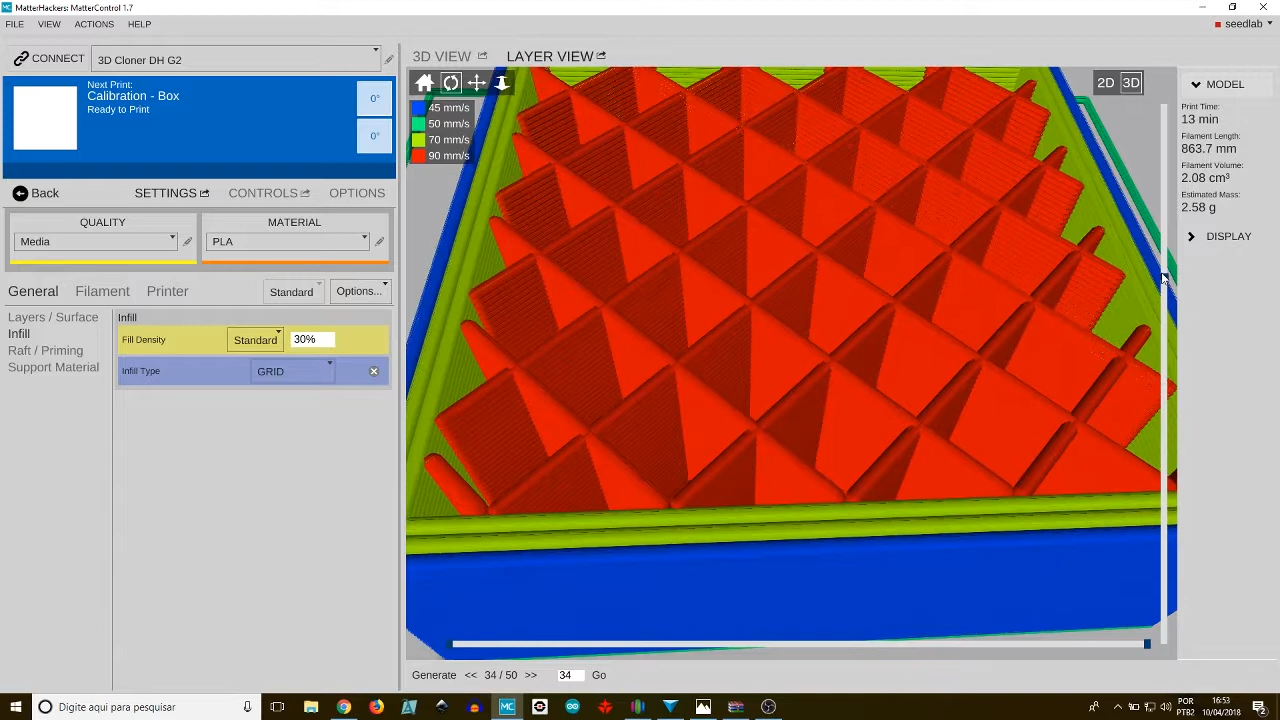 MatterHackers: MatterControl 1.7
FILE VIEW ACTIONS HELP
seedlab
CONNECT
3D Cloner DH G2
Next Print:
Calibration - Box
Ready to Print
0°
0°
Back
SETTINGS CONTROLS OPTIONS
QUALITY
Media
MATERIAL
PLA
General Filament Printer
Standard
Options...
Layers / Surface
Infill
Raft / Priming
Support Material
Infill
Fill Density Standard 30%
Infill Type GRID
3D VIEW LAYER VIEW
2D 3D
45 mm/s
50 mm/s
70 mm/s
90 mm/s
Generate << 34 / 50 >> 34 Go
MODEL
Print Time:
13 min
Filament Length:
863.7 mm
Filament Volume:
2.08 cm³
Estimated Mass:
2.58 g
DISPLAY
Digite aqui para pesquisar
MC
POR
PTB2
16:53
10/04/2018
2